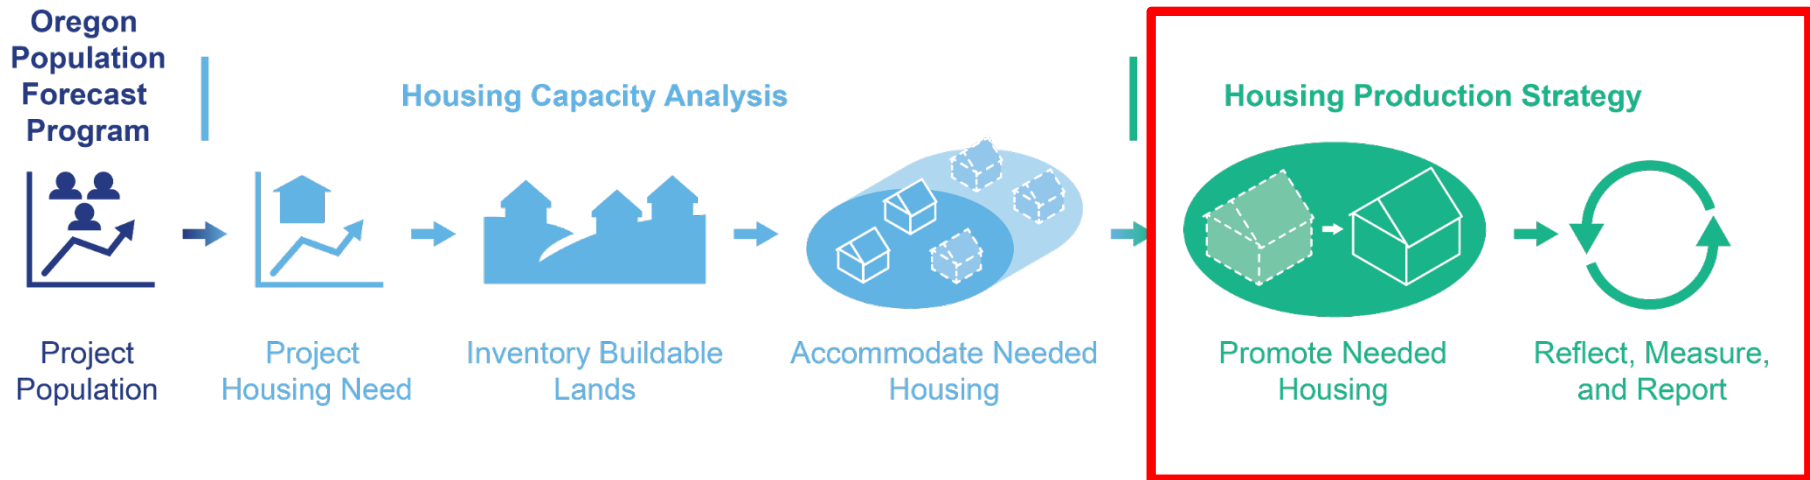 Oregon
Population
Forecast
Program
Housing Capacity Analysis
Housing Production Strategy
Project
Population
Project
Housing Need
Inventory Buildable
Lands
Accommodate Needed
Housing
Promote Needed
Housing
Reflect, Measure,
and Report